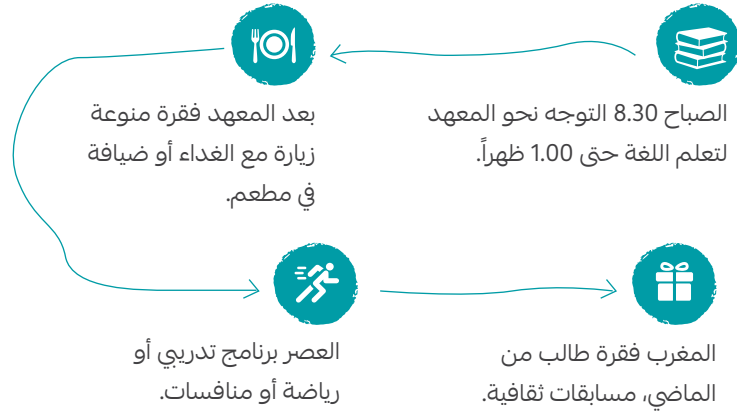 الصباح 8.30 التوجه نحو المعهد
لتعلم اللغة حتى 1.00 ظهراً.
بعد المعهد فقرة منوعة
زيارة مع الغداء أو ضيافة
في مطعم.
العصر برنامج تدريبي أو
رياضة أو منافسات.
المغرب فقرة طالب من
الماضي، مسابقات ثقافية.